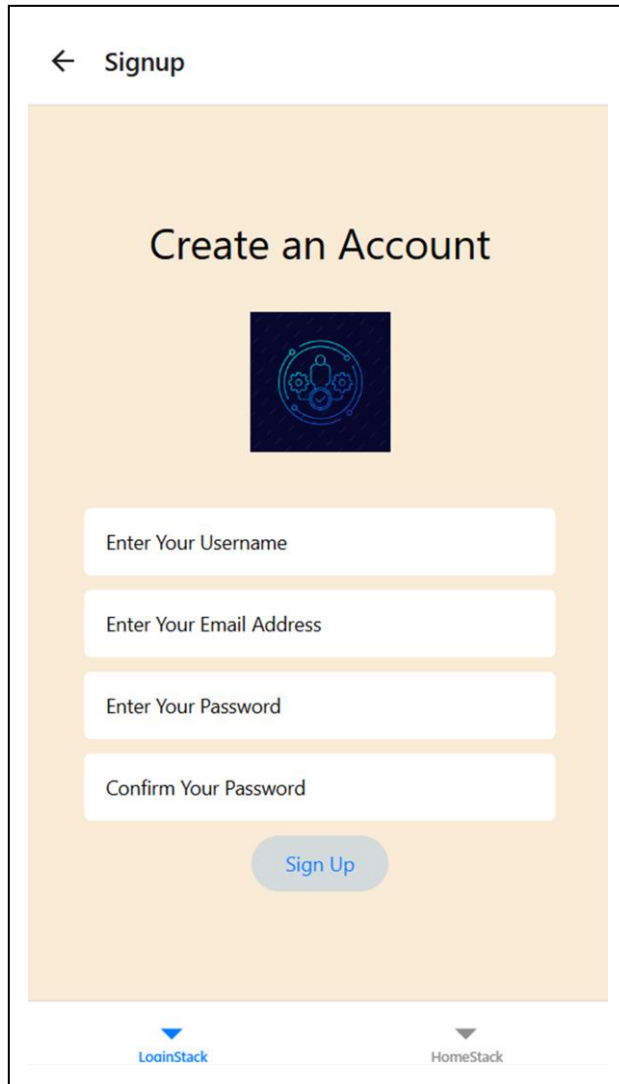 Signup
Create an Account
Enter Your Username
Enter Your Email Address
Enter Your Password
Confirm Your Password
Sign Up
LoginStack
HomeStack